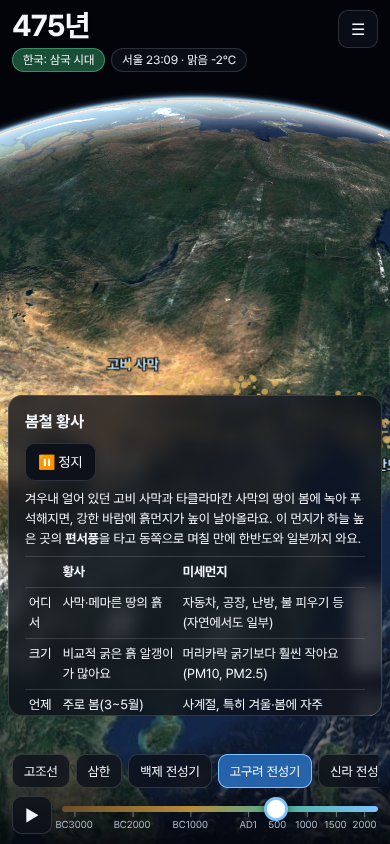 475년
☰
한국: 삼국 시대
서울 23:09 · 맑음 -2°C
고비 사막
봄철 황사
⏸ 정지
겨우내 얼어 있던 고비 사막과 타클라마칸 사막의 땅이 봄에 녹아 푸
석해지면, 강한 바람에 흙먼지가 높이 날아올라요. 이 먼지가 하늘 높
은 곳의 편서풍을 타고 동쪽으로 며칠 만에 한반도와 일본까지 와요.
황사 미세먼지
어디서 사막·메마른 땅의 흙 자동차, 공장, 난방, 불 피우기 등
(자연에서도 일부)
크기 비교적 굵은 흙 알갱이가 많아요 머리카락 굵기보다 훨씬 작아요
(PM10, PM2.5)
언제 주로 봄(3~5월) 사계절, 특히 겨울·봄에 자주
고조선 삼한 백제 전성기 고구려 전성기 신라 전성
▶
BC3000 BC2000 BC1000 AD1 500 1000 1500 2000